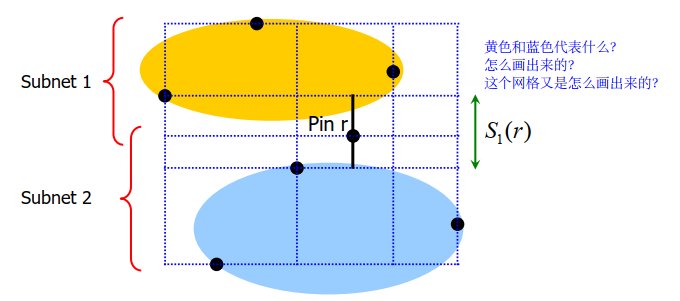 黄色和蓝色代表什么?
怎么画出来的?
这个网格又是怎么画出来的?
Subnet 1
Pin r
S₁(r)
Subnet 2